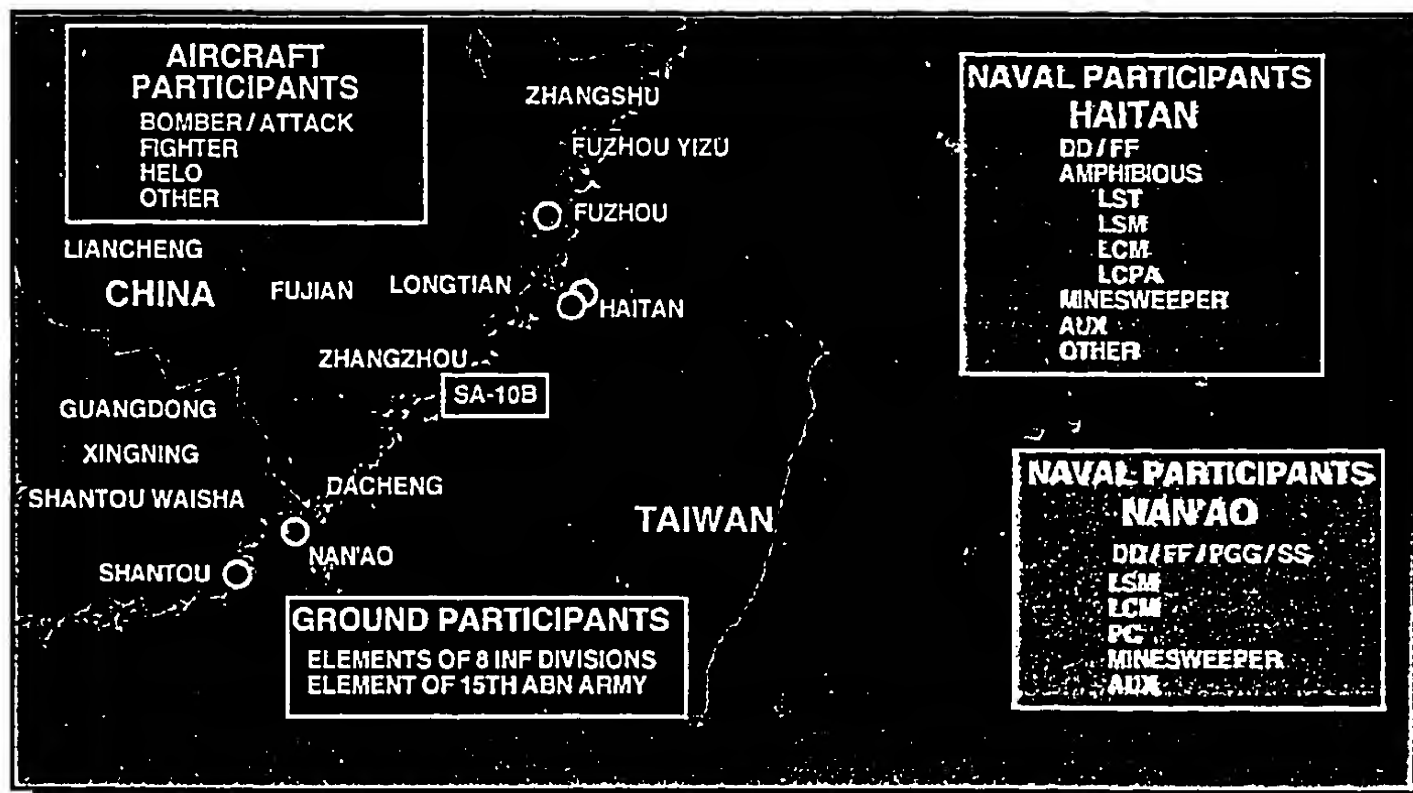 AIRCRAFT
PARTICIPANTS
BOMBER / ATTACK
FIGHTER
HELO
OTHER
NAVAL PARTICIPANTS
HAITAN
DD / FF
AMPHIBIOUS
LST
LSM
LCM
LCPA
MINESWEEPER
AUX
OTHER
ZHANGSHU
FUZHOU YIZU
FUZHOU
LIANCHENG
CHINA
FUJIAN
LONGTIAN
HAITAN
ZHANGZHOU
SA-10B
GUANGDONG
XINGNING
SHANTOU WAISHA
DACHENG
NAN'AO
SHANTOU
TAIWAN
NAVAL PARTICIPANTS
NAN'AO
DD / FF / PGG / SS
LSM
LCM
PC
MINESWEEPER
AUX
GROUND PARTICIPANTS
ELEMENTS OF 8 INF DIVISIONS
ELEMENT OF 15TH ABN ARMY